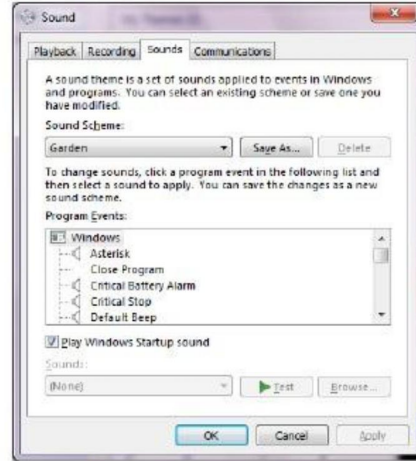 Sound
Playback Recording Sounds Communications
A sound theme is a set of sounds applied to events in Windows
and programs. You can select an existing scheme or save one you
have modified.
Sound Scheme:
Garden Save As... Delete
To change sounds, click a program event in the following list and
then select a sound to apply. You can save the changes as a new
sound scheme.
Program Events:
Windows
Asterisk
Close Program
Critical Battery Alarm
Critical Stop
Default Beep
Play Windows Startup sound
Sounds:
(None) Test Browse...
OK Cancel Apply